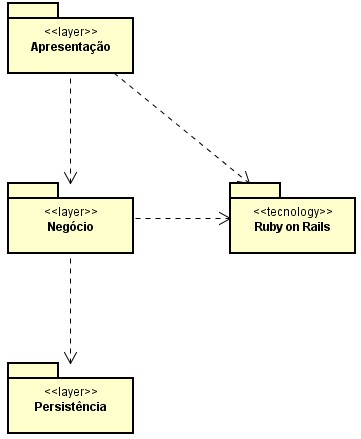 <<layer>>
Apresentação
<<layer>>
Negócio
<<tecnology>>
Ruby on Rails
<<layer>>
Persistência